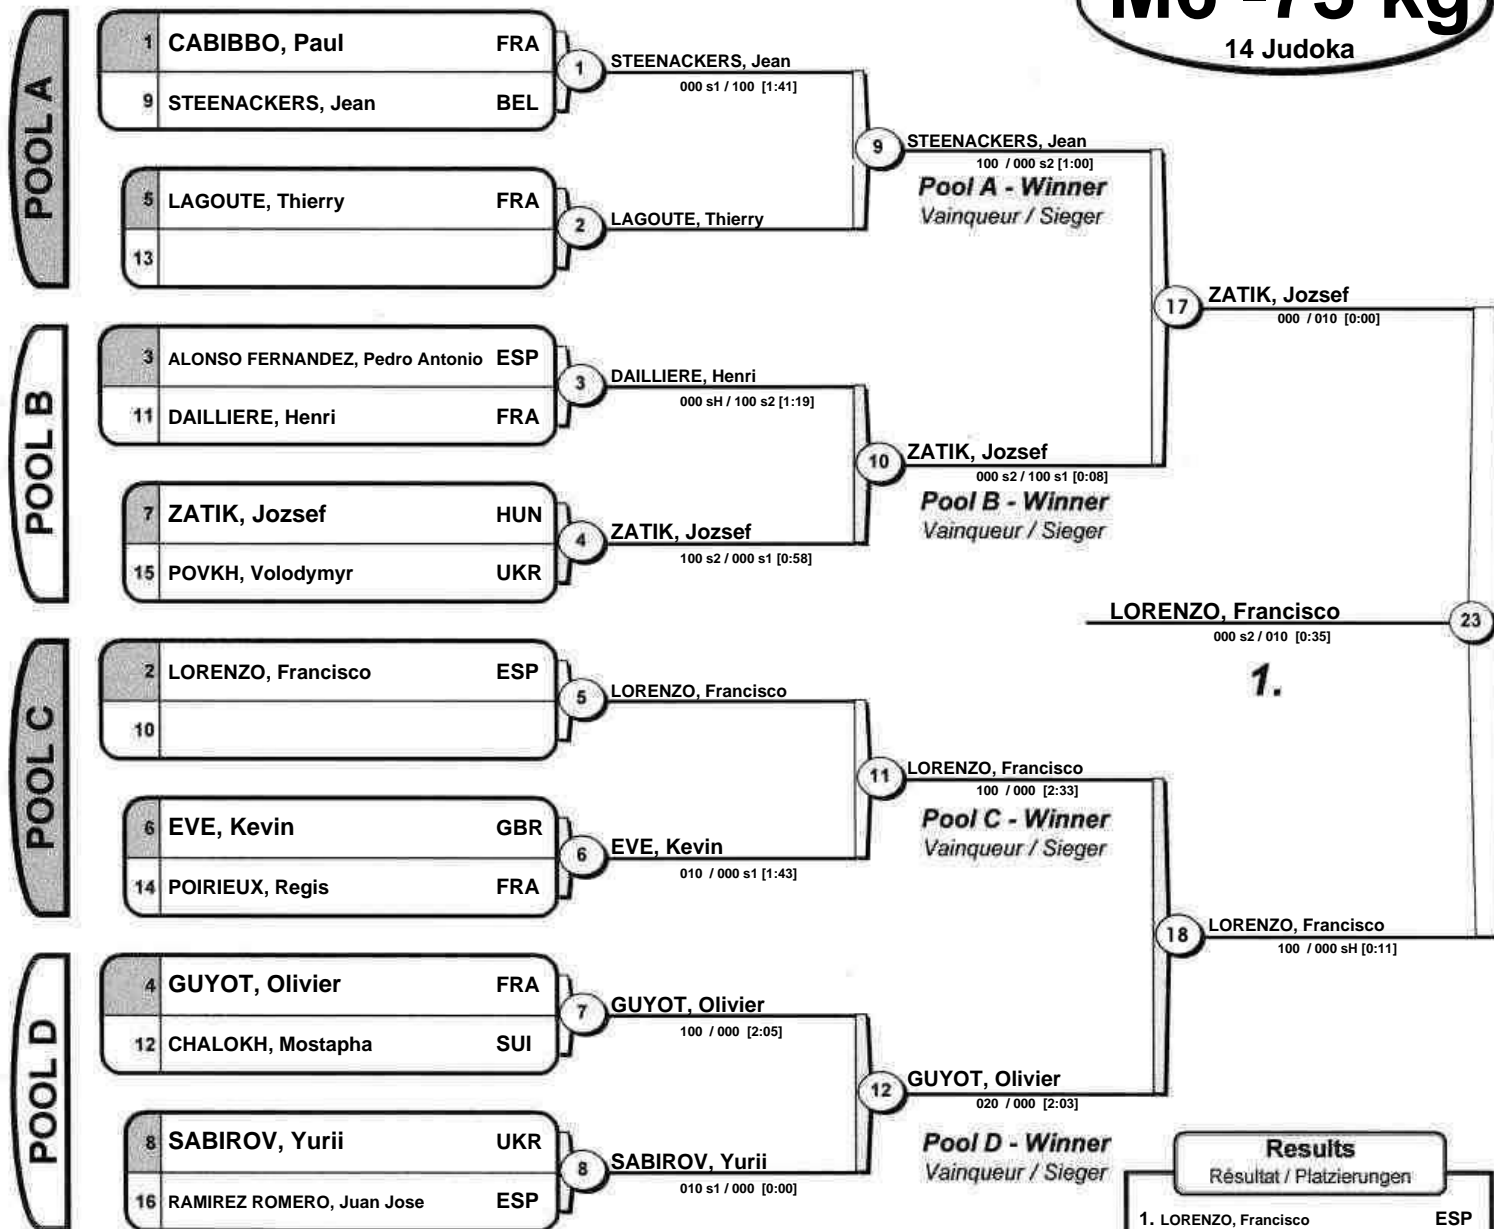 M6 -73 kg
14 Judoka
POOL A
1 CABIBBO, Paul FRA
9 STEENACKERS, Jean BEL
1
STEENACKERS, Jean
000 s1 / 100 [1:41]
5 LAGOUTE, Thierry FRA
13
2
LAGOUTE, Thierry
9
STEENACKERS, Jean
100 / 000 s2 [1:00]
Pool A - Winner
Vainqueur / Sieger
POOL B
3 ALONSO FERNANDEZ, Pedro Antonio ESP
11 DAILLIERE, Henri FRA
3
DAILLIERE, Henri
000 sH / 100 s2 [1:19]
7 ZATIK, Jozsef HUN
15 POVKH, Volodymyr UKR
4
ZATIK, Jozsef
100 s2 / 000 s1 [0:58]
10
ZATIK, Jozsef
000 s2 / 100 s1 [0:08]
Pool B - Winner
Vainqueur / Sieger
17
ZATIK, Jozsef
000 / 010 [0:00]
LORENZO, Francisco
000 s2 / 010 [0:35]
23
1.
POOL C
2 LORENZO, Francisco ESP
10
5
LORENZO, Francisco
6 EVE, Kevin GBR
14 POIRIEUX, Regis FRA
6
EVE, Kevin
010 / 000 s1 [1:43]
11
LORENZO, Francisco
100 / 000 [2:33]
Pool C - Winner
Vainqueur / Sieger
18
LORENZO, Francisco
100 / 000 sH [0:11]
POOL D
4 GUYOT, Olivier FRA
12 CHALOKH, Mostapha SUI
7
GUYOT, Olivier
100 / 000 [2:05]
8 SABIROV, Yurii UKR
16 RAMIREZ ROMERO, Juan Jose ESP
8
SABIROV, Yurii
010 s1 / 000 [0:00]
12
GUYOT, Olivier
020 / 000 [2:03]
Pool D - Winner
Vainqueur / Sieger
Results
Résultat / Platzierungen
1. LORENZO, Francisco ESP